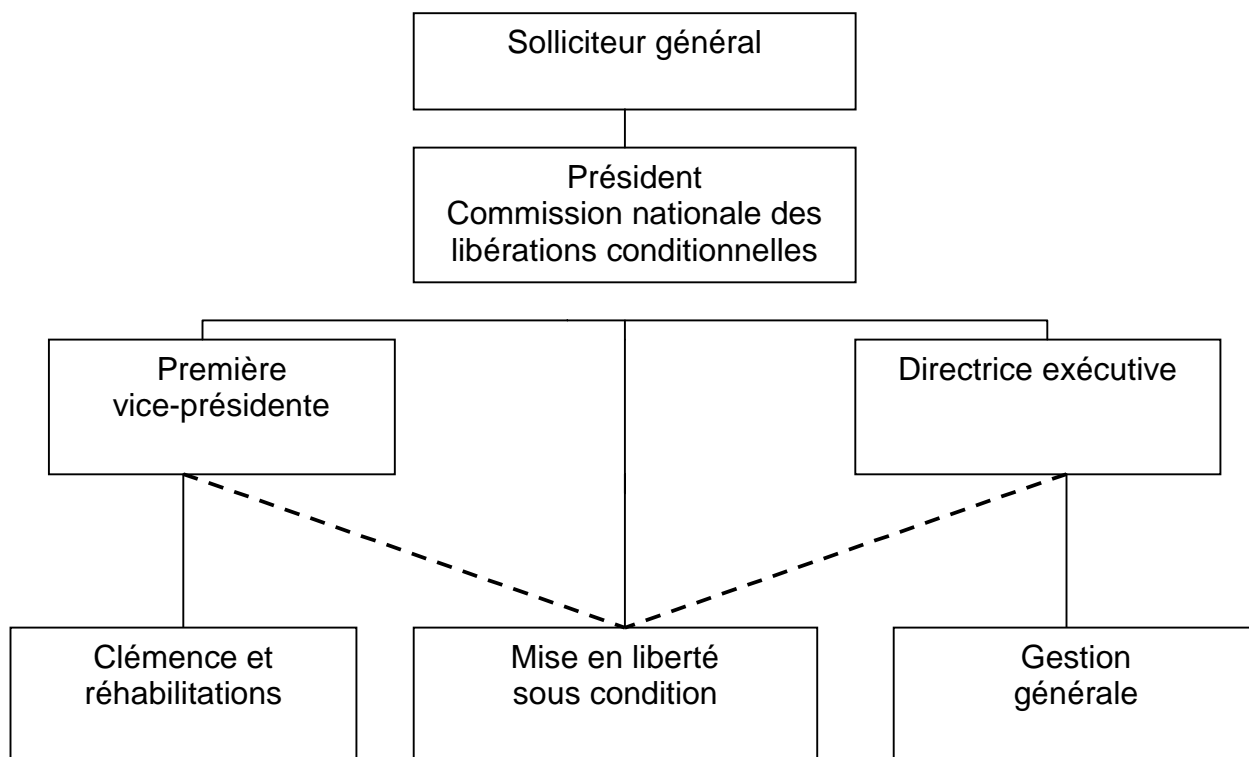 Solliciteur général
Président
Commission nationale des
libérations conditionnelles
Première
vice-présidente
Directrice exécutive
Clémence et
réhabilitations
Mise en liberté
sous condition
Gestion
générale